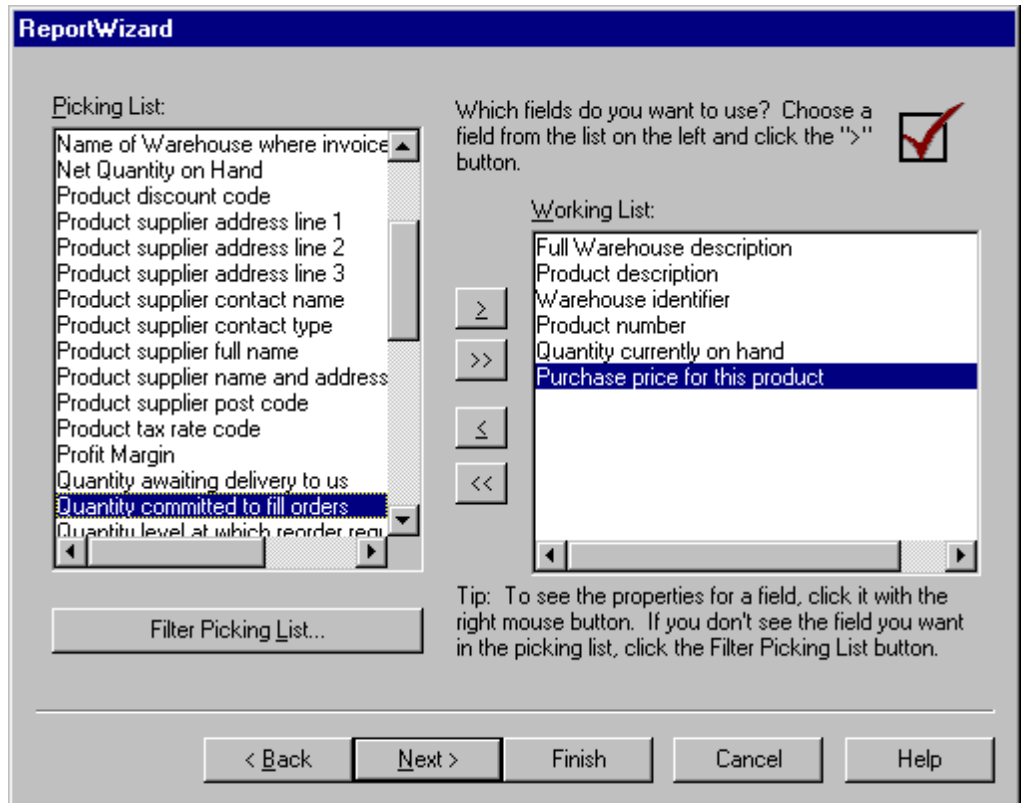 ReportWizard
Picking List:
Name of Warehouse where invoice
Net Quantity on Hand
Product discount code
Product supplier address line 1
Product supplier address line 2
Product supplier address line 3
Product supplier contact name
Product supplier contact type
Product supplier full name
Product supplier name and address
Product supplier post code
Product tax rate code
Profit Margin
Quantity awaiting delivery to us
Quantity committed to fill orders
Quantity level at which reorder requ
Filter Picking List...
Which fields do you want to use? Choose a
field from the list on the left and click the ">"
button.
Working List:
Full Warehouse description
Product description
Warehouse identifier
Product number
Quantity currently on hand
Purchase price for this product
>
>>
<
<<
Tip: To see the properties for a field, click it with the
right mouse button. If you don't see the field you want
in the picking list, click the Filter Picking List button.
< Back
Next >
Finish
Cancel
Help